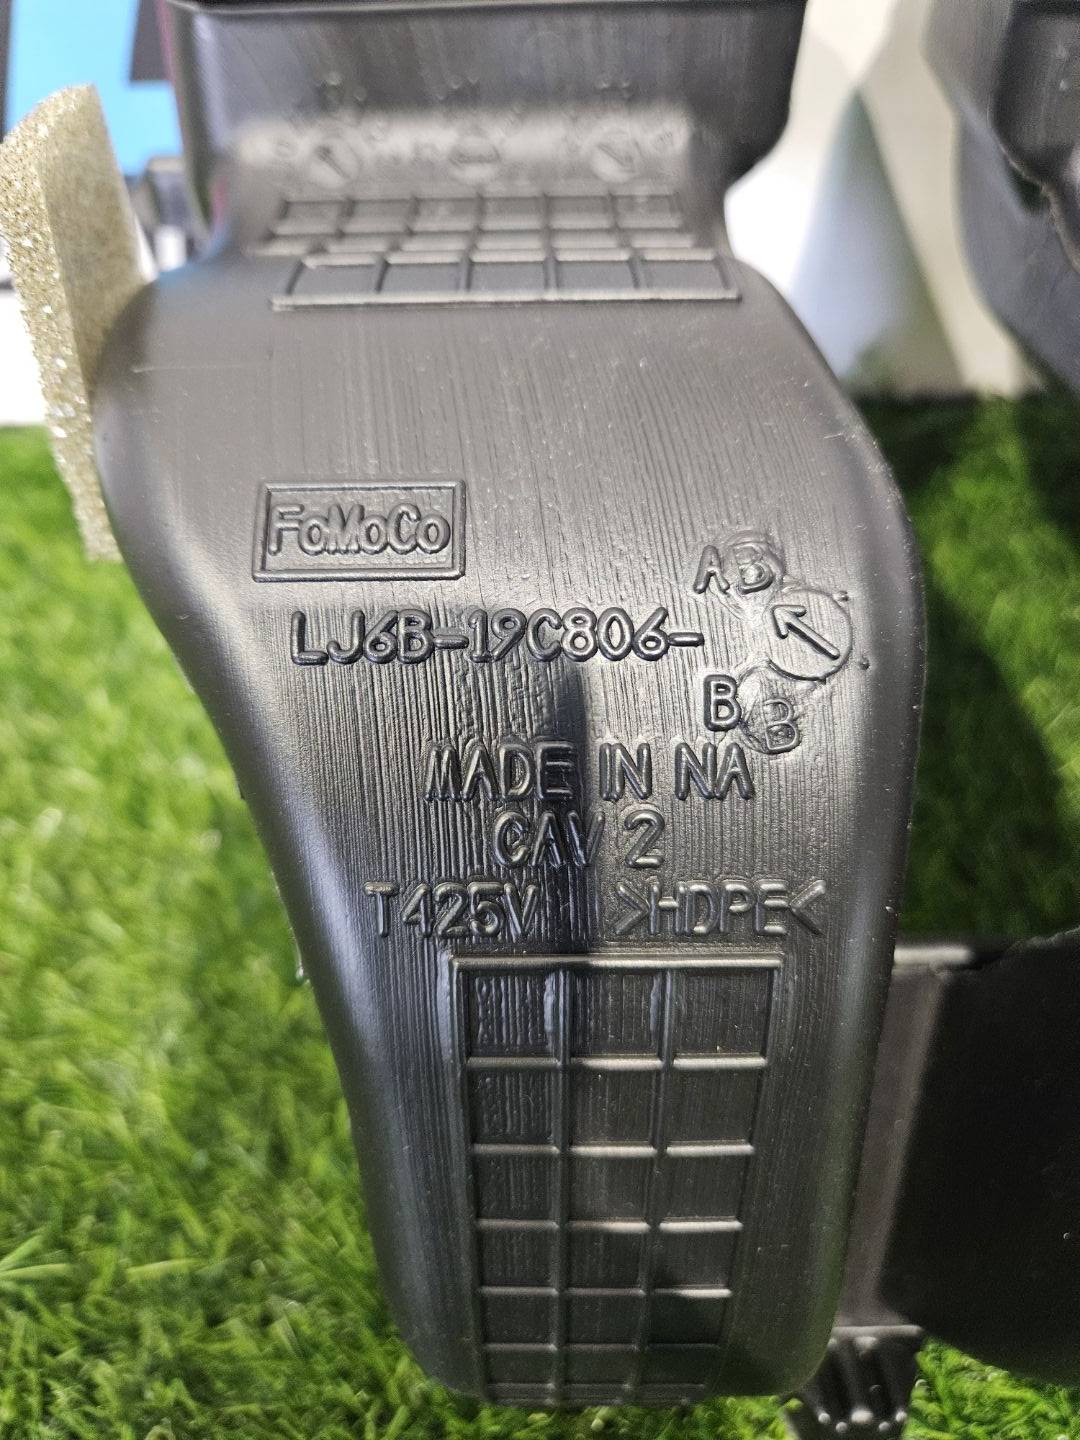 FoMoCo
AB
LJ6B-19C806-
B B
MADE IN NA
CAV 2
T425V >HDPE<